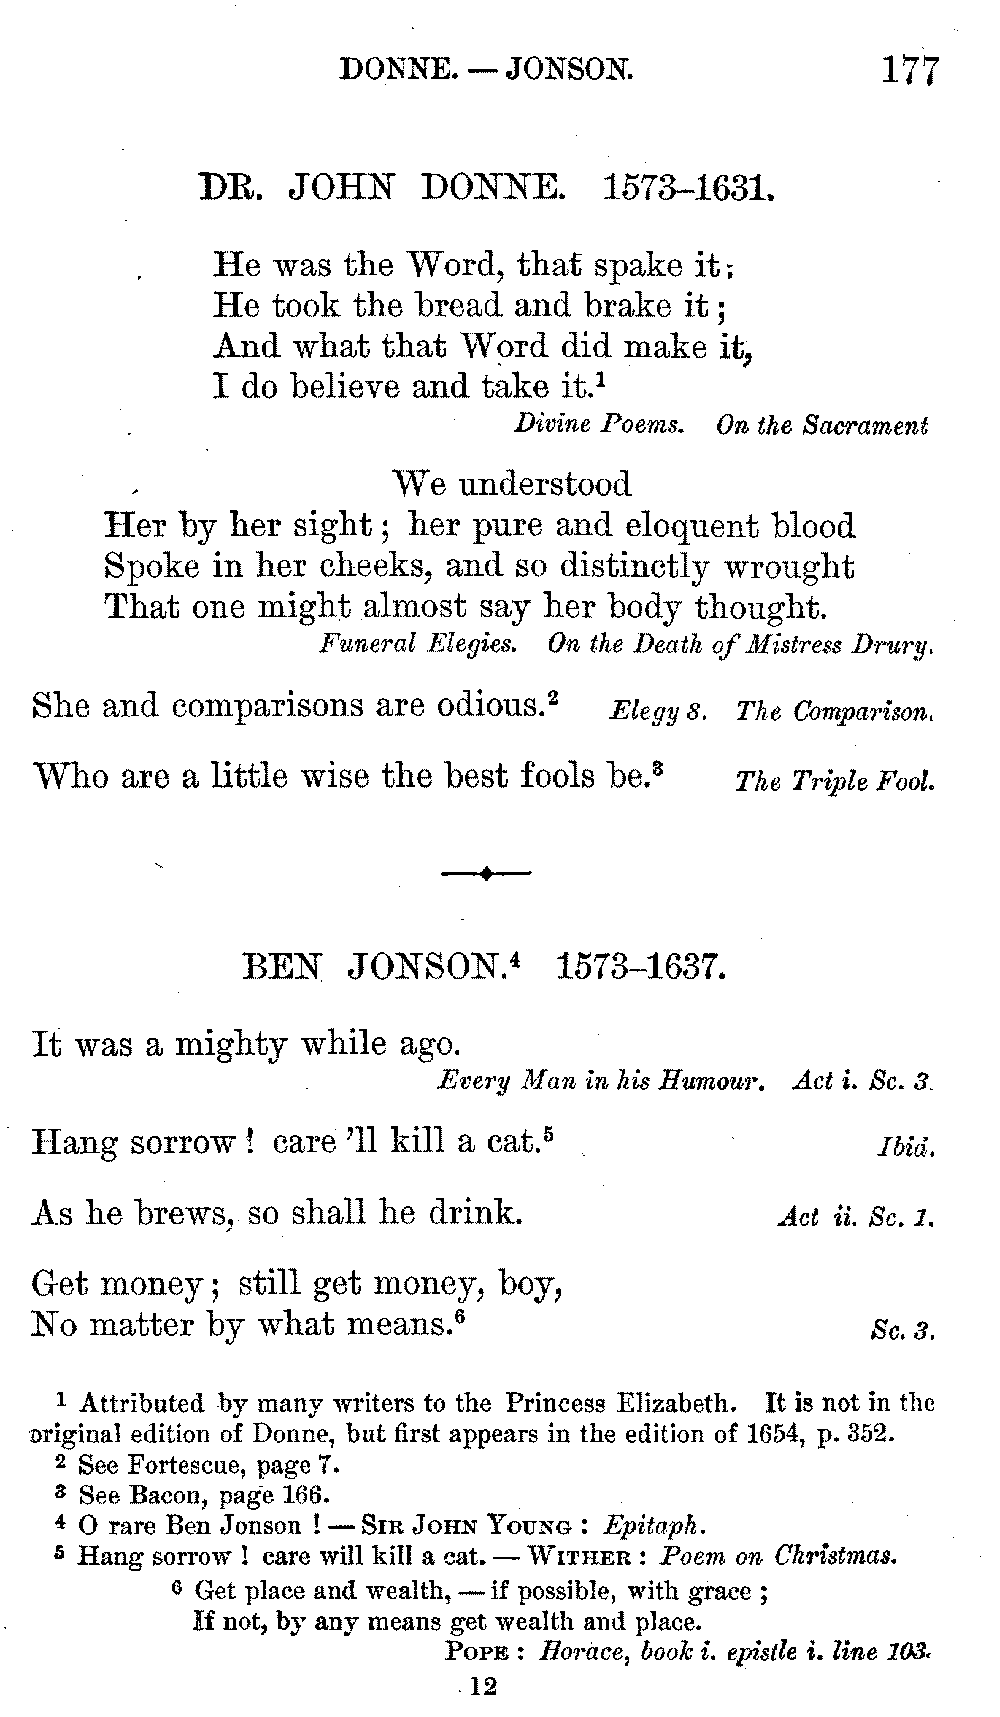 DONNE. — JONSON. 177
DR. JOHN DONNE. 1573–1631.
He was the Word, that spake it;
He took the bread and brake it;
And what that Word did make it,
I do believe and take it.¹
Divine Poems. On the Sacrament
We understood
Her by her sight; her pure and eloquent blood
Spoke in her cheeks, and so distinctly wrought
That one might almost say her body thought.
Funeral Elegies. On the Death of Mistress Drury.
She and comparisons are odious.² Elegy 8. The Comparison.
Who are a little wise the best fools be.³ The Triple Fool.
BEN JONSON.⁴ 1573–1637.
It was a mighty while ago.
Every Man in his Humour. Act i. Sc. 3.
Hang sorrow! care 'll kill a cat.⁵ Ibid.
As he brews, so shall he drink. Act ii. Sc. 1.
Get money; still get money, boy,
No matter by what means.⁶ Sc. 3.
¹ Attributed by many writers to the Princess Elizabeth. It is not in the
original edition of Donne, but first appears in the edition of 1654, p. 352.
² See Fortescue, page 7.
³ See Bacon, page 166.
⁴ O rare Ben Jonson! — SIR JOHN YOUNG: Epitaph.
⁵ Hang sorrow! care will kill a cat. — WITHER: Poem on Christmas.
⁶ Get place and wealth, — if possible, with grace;
If not, by any means get wealth and place.
POPE: Horace, book i. epistle i. line 103.
12